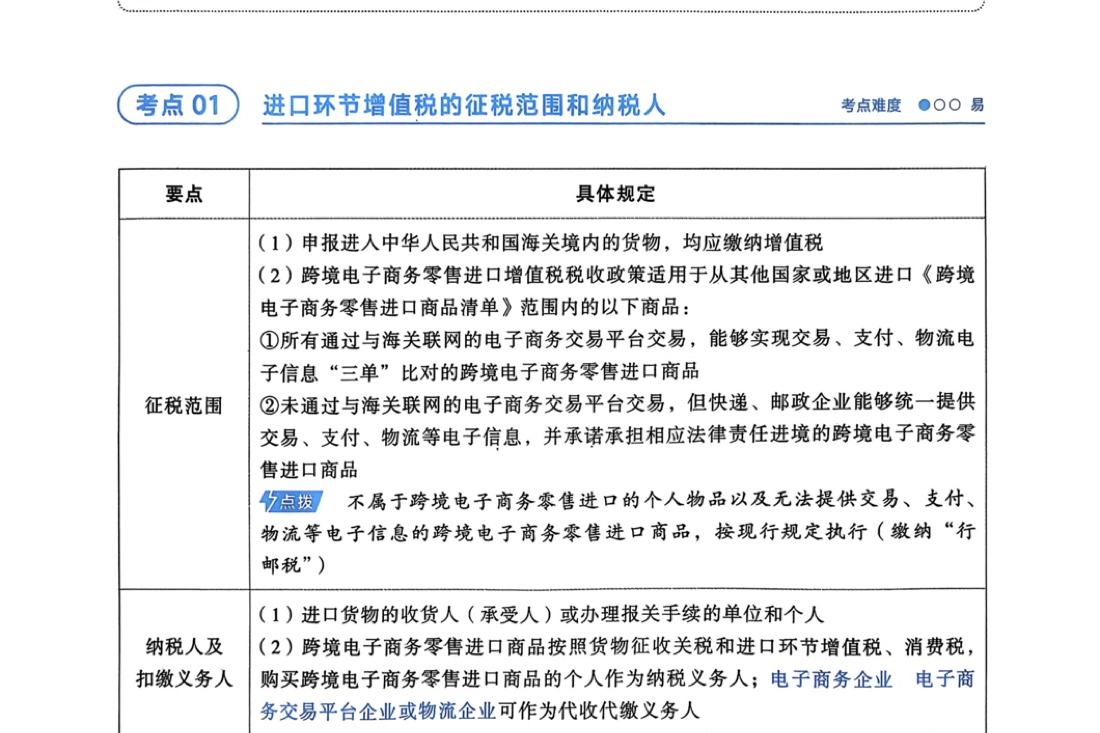 考点 01 进口环节增值税的征税范围和纳税人 考点难度 ●○○ 易
要点 具体规定
征税范围
（1）申报进入中华人民共和国海关境内的货物，均应缴纳增值税
（2）跨境电子商务零售进口增值税税收政策适用于从其他国家或地区进口《跨境
电子商务零售进口商品清单》范围内的以下商品：
①所有通过与海关联网的电子商务交易平台交易，能够实现交易、支付、物流电
子信息“三单”比对的跨境电子商务零售进口商品
②未通过与海关联网的电子商务交易平台交易，但快递、邮政企业能够统一提供
交易、支付、物流等电子信息，并承诺承担相应法律责任进境的跨境电子商务零
售进口商品
点拨 不属于跨境电子商务零售进口的个人物品以及无法提供交易、支付、
物流等电子信息的跨境电子商务零售进口商品，按现行规定执行（缴纳“行
邮税”）
纳税人及
扣缴义务人
（1）进口货物的收货人（承受人）或办理报关手续的单位和个人
（2）跨境电子商务零售进口商品按照货物征收关税和进口环节增值税、消费税，
购买跨境电子商务零售进口商品的个人作为纳税义务人；电子商务企业 电子商
务交易平台企业或物流企业可作为代收代缴义务人